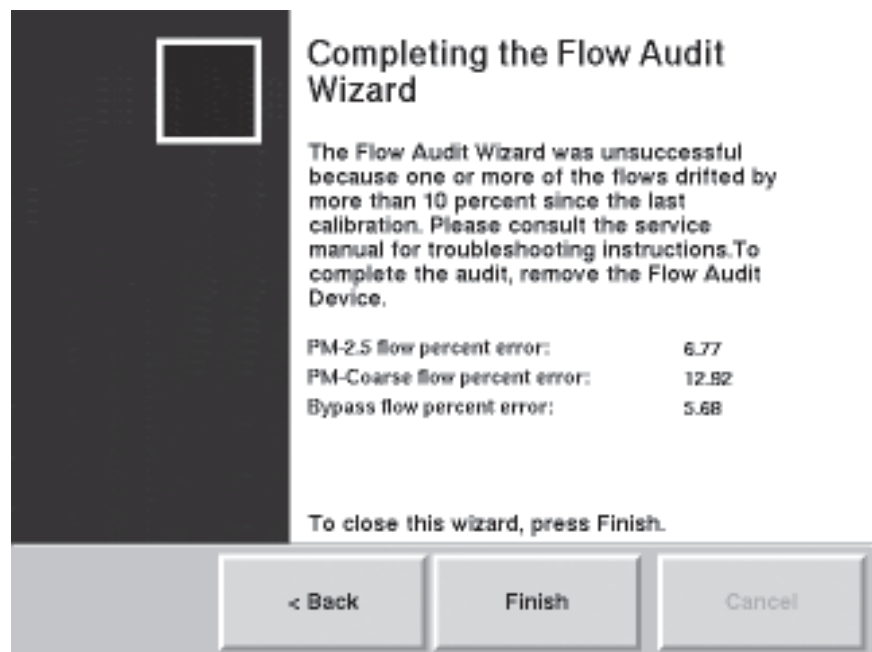 Completing the Flow Audit
Wizard
The Flow Audit Wizard was unsuccessful
because one or more of the flows drifted by
more than 10 percent since the last
calibration. Please consult the service
manual for troubleshooting instructions.To
complete the audit, remove the Flow Audit
Device.
PM-2.5 flow percent error: 6.77
PM-Coarse flow percent error: 12.92
Bypass flow percent error: 5.68
To close this wizard, press Finish.
< Back Finish Cancel